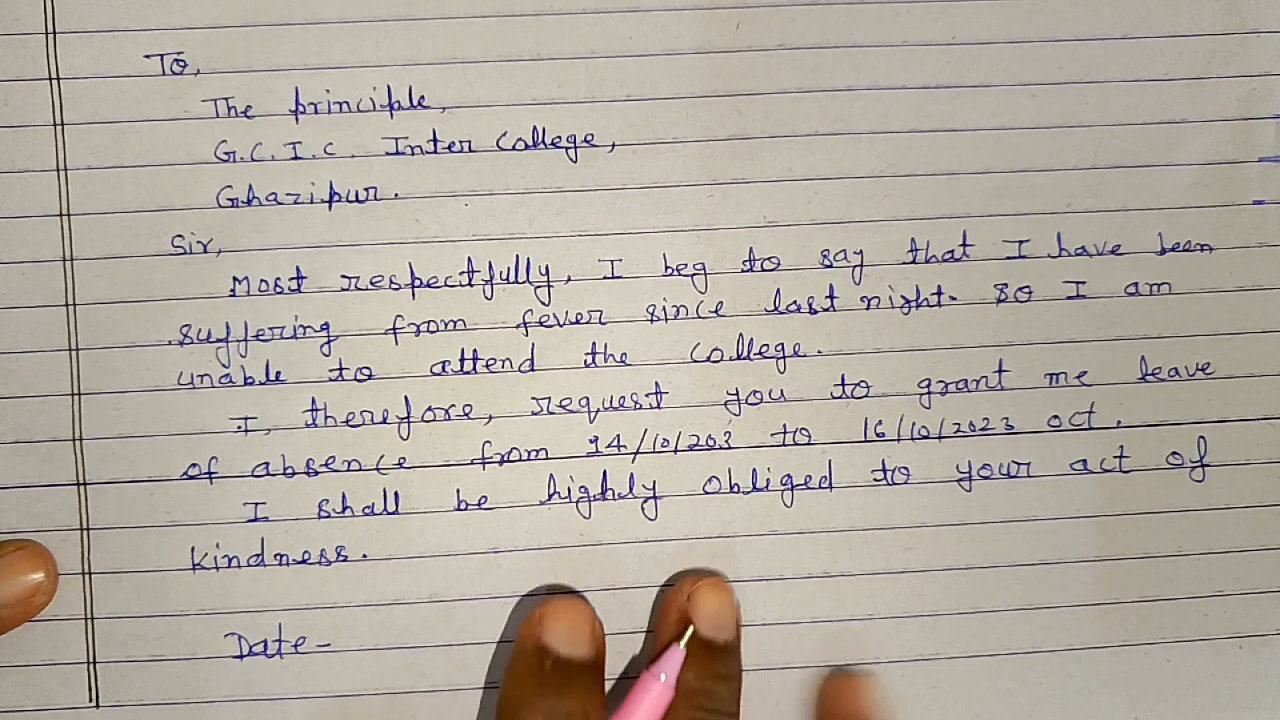 To,
The principle,
G.C.I.C. Inter College,
Ghazipur.
Sir,
Most respectfully, I beg to say that I have been
suffering from fever since last night. so I am
unable to attend the college.
I, therefore, request you to grant me leave
of absence from 14/10/203 to 16/10/2023 oct.
I shall be highly obliged to your act of
kindness.
Date-